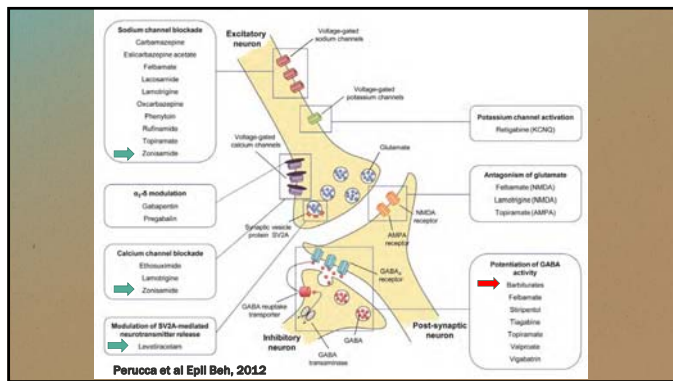 Sodium channel blockade
Carbamazepine
Eslicarbazepine acetate
Felbamate
Lacosamide
Lamotrigine
Oxcarbazepine
Phenytoin
Rufinamide
Topiramate
Zonisamide
α₂-δ modulation
Gabapentin
Pregabalin
Calcium channel blockade
Ethosuximide
Lamotrigine
Zonisamide
Modulation of SV2A-mediated
neurotransmitter release
Levetiracetam
Excitatory
neuron
Voltage-gated
sodium channels
Voltage-gated
potassium channels
Voltage-gated
calcium channels
Glutamate
Synaptic vesicle
protein SV2A
NMDA
receptor
AMPA
receptor
GABAA
receptor
GABA reuptake
transporter
GABA
Inhibitory
neuron
GABA
transaminase
Post-synaptic
neuron
Potassium channel activation
Retigabine (KCNQ)
Antagonism of glutamate
Felbamate (NMDA)
Lamotrigine (NMDA)
Topiramate (AMPA)
Potentiation of GABA
activity
Barbiturates
Felbamate
Stiripentol
Tiagabine
Topiramate
Valproate
Vigabatrin
Perucca et al Epil Beh, 2012